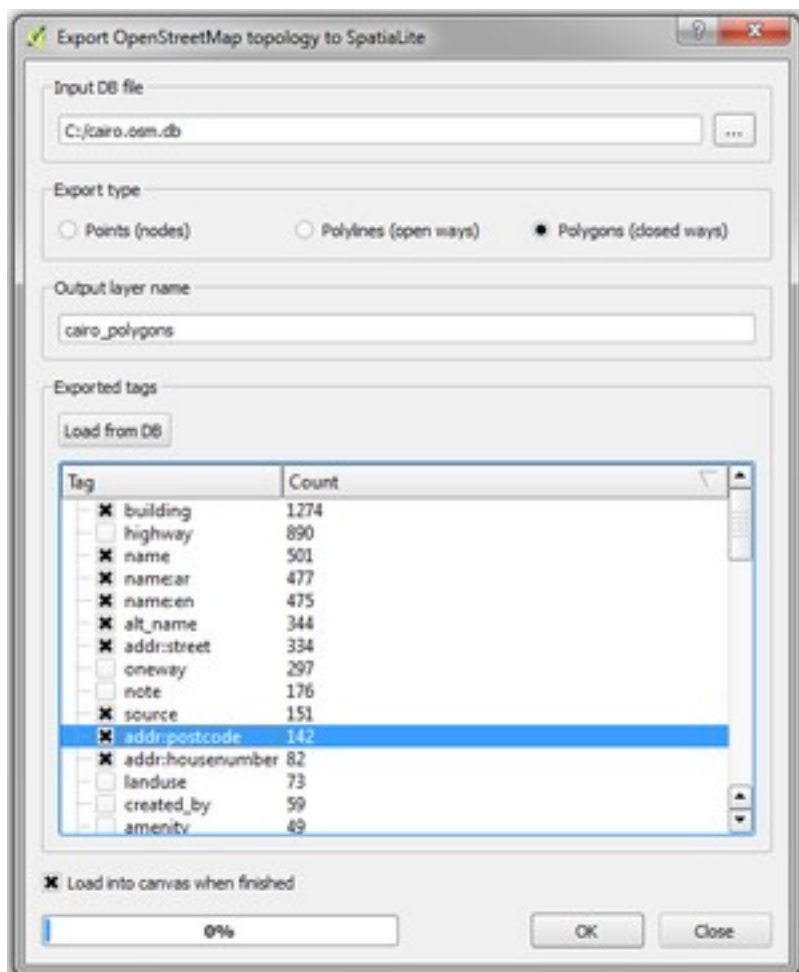 Export OpenStreetMap topology to SpatiaLite
Input DB file
C:/cairo.osm.db
...
Export type
Points (nodes) Polylines (open ways) Polygons (closed ways)
Output layer name
cairo_polygons
Exported tags
Load from DB
Tag Count
building 1274
highway 890
name 501
name:ar 477
name:en 475
alt_name 344
addr:street 334
oneway 297
note 176
source 151
addr:postcode 142
addr:housenumber 82
landuse 73
created_by 59
amenity 49
Load into canvas when finished
0% OK Close